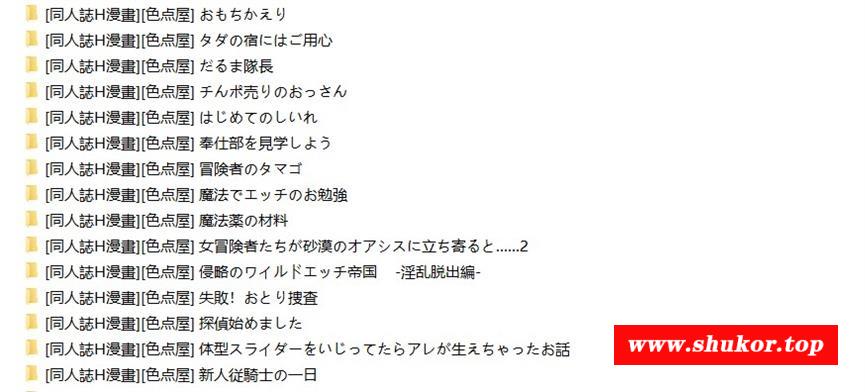 [同人誌H漫畫][色点屋] おもちかえり
[同人誌H漫畫][色点屋] タダの宿にはご用心
[同人誌H漫畫][色点屋] だるま隊長
[同人誌H漫畫][色点屋] チんポ売りのおっさん
[同人誌H漫畫][色点屋] はじめてのしいれ
[同人誌H漫畫][色点屋] 奉仕部を見学しよう
[同人誌H漫畫][色点屋] 冒険者のタマゴ
[同人誌H漫畫][色点屋] 魔法でエッチのお勉強
[同人誌H漫畫][色点屋] 魔法薬の材料
[同人誌H漫畫][色点屋] 女冒険者たちが砂漠のオアシスに立ち寄ると......2
[同人誌H漫畫][色点屋] 侵略のワイルドエッチ帝国　-淫乱脱出編-
[同人誌H漫畫][色点屋] 失敗！おとり捜査
[同人誌H漫畫][色点屋] 探偵始めました
[同人誌H漫畫][色点屋] 体型スライダーをいじってたらアレが生えちゃったお話
[同人誌H漫畫][色点屋] 新人従騎士の一日
www.shukor.top